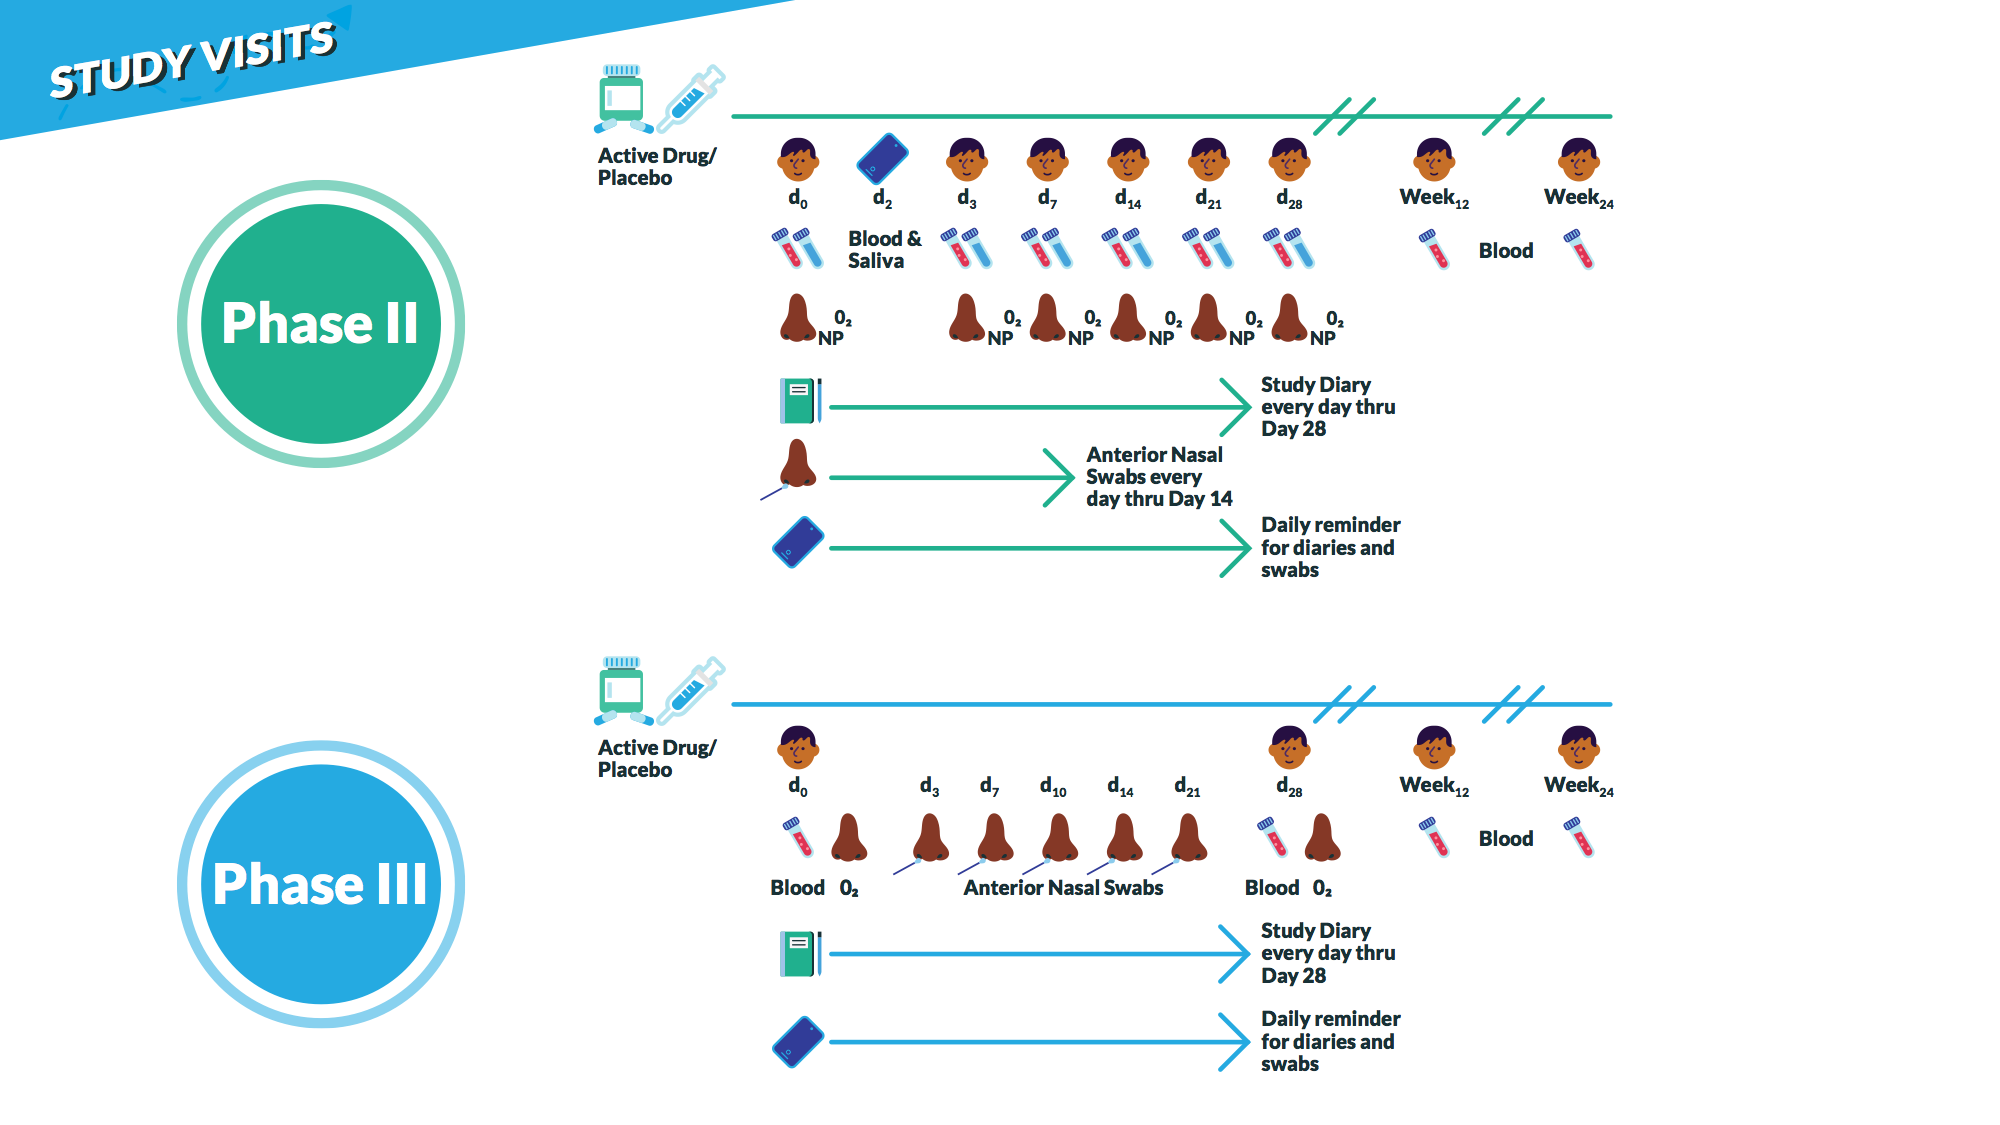 STUDY VISITS
Active Drug/
Placebo
d0 d2 d3 d7 d14 d21 d28 Week12 Week24
Blood &
Saliva
Blood
O₂ O₂ O₂ O₂ O₂ O₂
NP NP NP NP NP NP
Phase II
Study Diary
every day thru
Day 28
Anterior Nasal
Swabs every
day thru Day 14
Daily reminder
for diaries and
swabs
Active Drug/
Placebo
d0 d3 d7 d10 d14 d21 d28 Week12 Week24
Blood
Blood O₂ Anterior Nasal Swabs Blood O₂
Phase III
Study Diary
every day thru
Day 28
Daily reminder
for diaries and
swabs